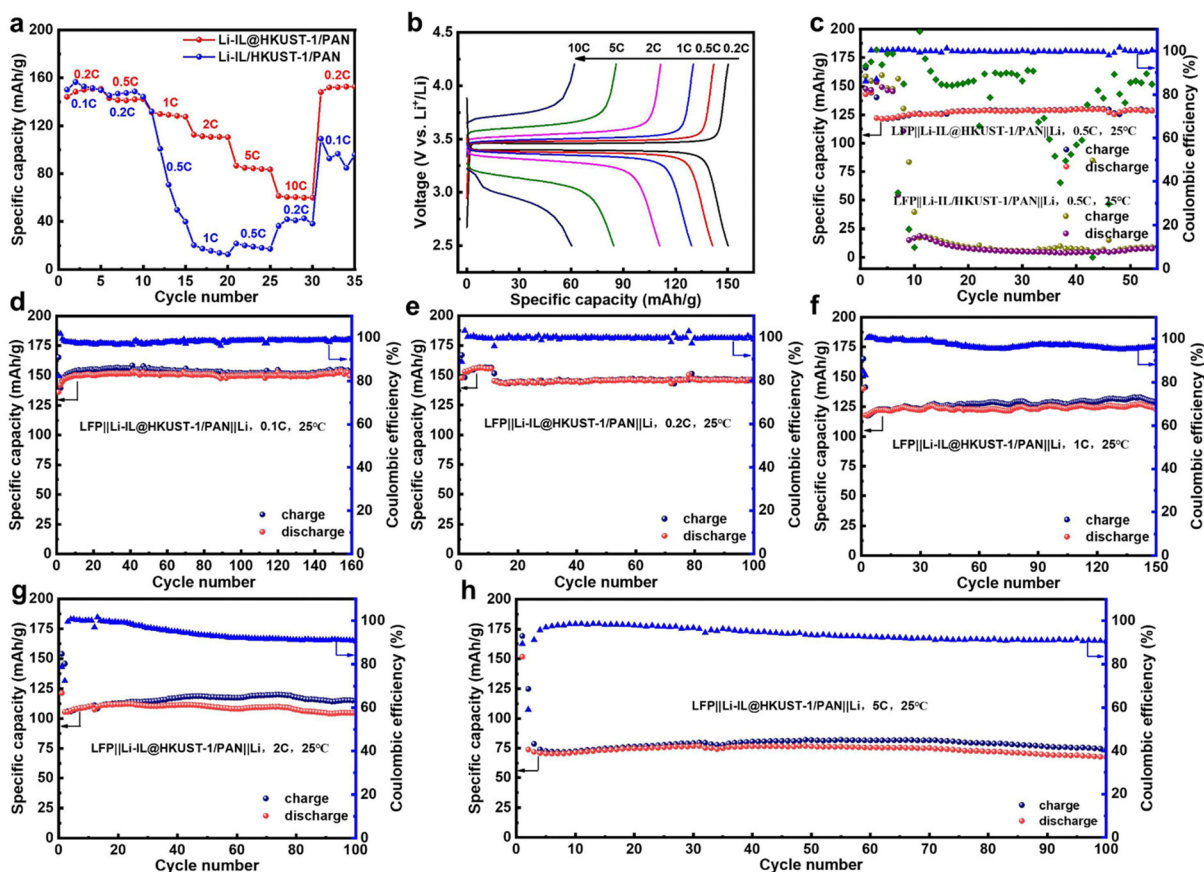 a
Specific capacity (mAh/g)
200
160
120
80
40
0
Li-IL@HKUST-1/PAN
Li-IL/HKUST-1/PAN
0.2C
0.1C
0.5C
0.2C
1C
0.5C
2C
1C
5C
0.5C
10C
0.2C
0.2C
0.1C
0 5 10 15 20 25 30 35
Cycle number
b
Voltage (V vs. Li⁺/Li)
4.5
4.0
3.5
3.0
2.5
10C 5C 2C 1C 0.5C 0.2C
0 30 60 90 120 150
Specific capacity (mAh/g)
c
Specific capacity (mAh/g)
200
175
150
125
100
75
50
25
0
LFP||Li-IL@HKUST-1/PAN||Li, 0.5C, 25℃
charge
discharge
LFP||Li-IL/HKUST-1/PAN||Li, 0.5C, 25℃
charge
discharge
100
80
60
40
20
0
Coulombic efficiency (%)
0 10 20 30 40 50
Cycle number
d
Specific capacity (mAh/g)
200
175
150
125
100
75
50
25
0
LFP||Li-IL@HKUST-1/PAN||Li, 0.1C, 25℃
charge
discharge
100
80
60
40
20
0
Coulombic efficiency (%)
0 20 40 60 80 100 120 140 160
Cycle number
e
Specific capacity (mAh/g)
200
175
150
125
100
75
50
25
0
LFP||Li-IL@HKUST-1/PAN||Li, 0.2C, 25℃
charge
discharge
100
80
60
40
20
0
Coulombic efficiency (%)
0 20 40 60 80 100
Cycle number
f
Specific capacity (mAh/g)
200
175
150
125
100
75
50
25
0
LFP||Li-IL@HKUST-1/PAN||Li, 1C, 25℃
charge
discharge
100
80
60
40
20
0
Coulombic efficiency (%)
0 30 60 90 120 150
Cycle number
g
Specific capacity (mAh/g)
200
175
150
125
100
75
50
25
0
LFP||Li-IL@HKUST-1/PAN||Li, 2C, 25℃
charge
discharge
100
80
60
40
20
0
Coulombic efficiency (%)
0 20 40 60 80 100
Cycle number
h
Specific capacity (mAh/g)
200
175
150
125
100
75
50
25
0
LFP||Li-IL@HKUST-1/PAN||Li, 5C, 25℃
charge
discharge
100
80
60
40
20
0
Coulombic efficiency (%)
0 10 20 30 40 50 60 70 80 90 100
Cycle number